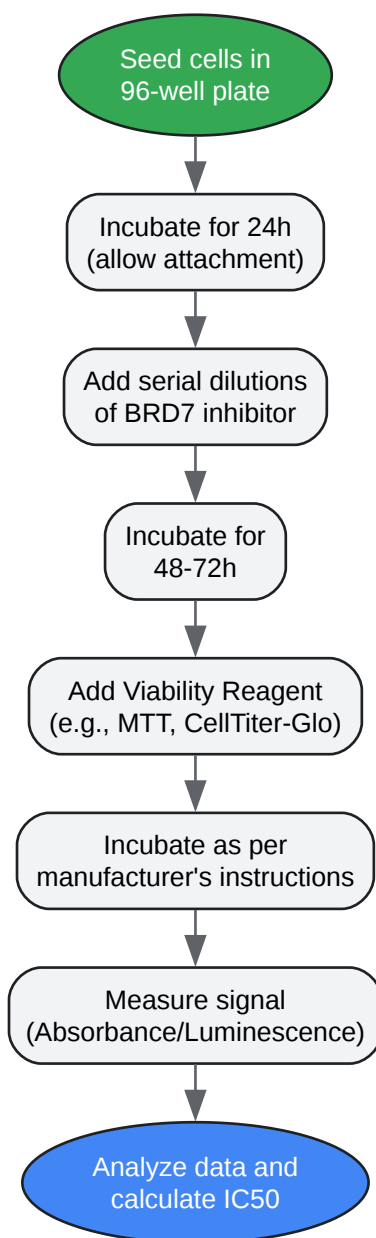 Seed cells in
96-well plate
Incubate for 24h
(allow attachment)
Add serial dilutions
of BRD7 inhibitor
Incubate for
48-72h
Add Viability Reagent
(e.g., MTT, CellTiter-Glo)
Incubate as per
manufacturer's instructions
Measure signal
(Absorbance/Luminescence)
Analyze data and
calculate IC50